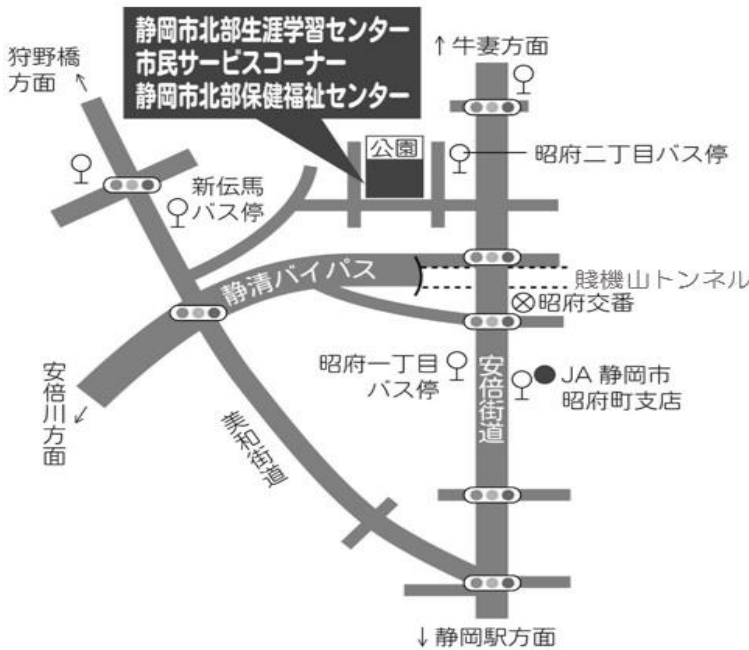 静岡市北部生涯学習センター
市民サービスコーナー
静岡市北部保健福祉センター
↑牛妻方面
狩野橋
方面
公園
昭府二丁目バス停
新伝馬
バス停
静清バイパス
賤機山トンネル
昭府交番
昭府一丁目
バス停
安倍街道
JA 静岡市
昭府町支店
安倍川方面
美和街道
↓静岡駅方面